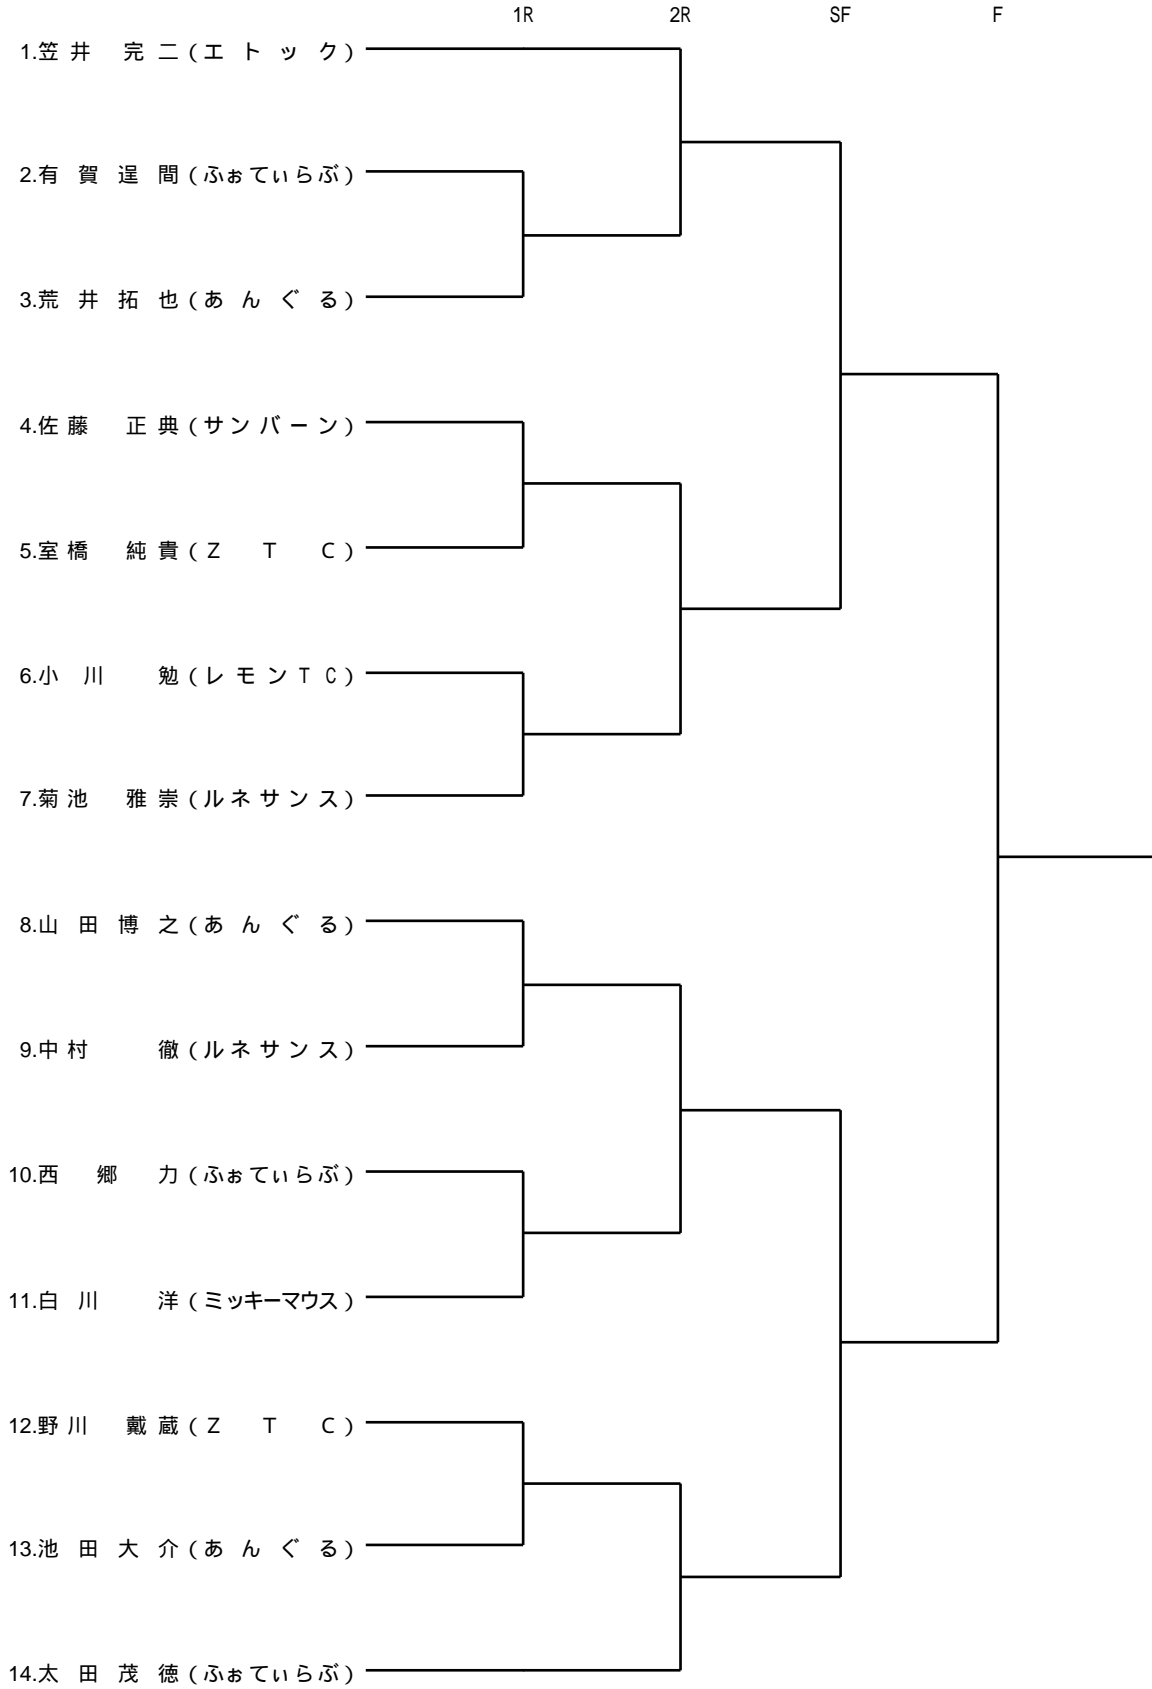 1R 2R SF F
1.笠井 完二(エトック)
2.有賀逞間(ふぉてぃらぶ)
3.荒井拓也(あんぐる)
4.佐藤 正典(サンバーン)
5.室橋 純貴(Z T C)
6.小川 勉(レモンTC)
7.菊池 雅崇(ルネサンス)
8.山田博之(あんぐる)
9.中村 徹(ルネサンス)
10.西郷 力(ふぉてぃらぶ)
11.白川 洋(ミッキーマウス)
12.野川 戴蔵(Z T C)
13.池田大介(あんぐる)
14.太田茂徳(ふぉてぃらぶ)